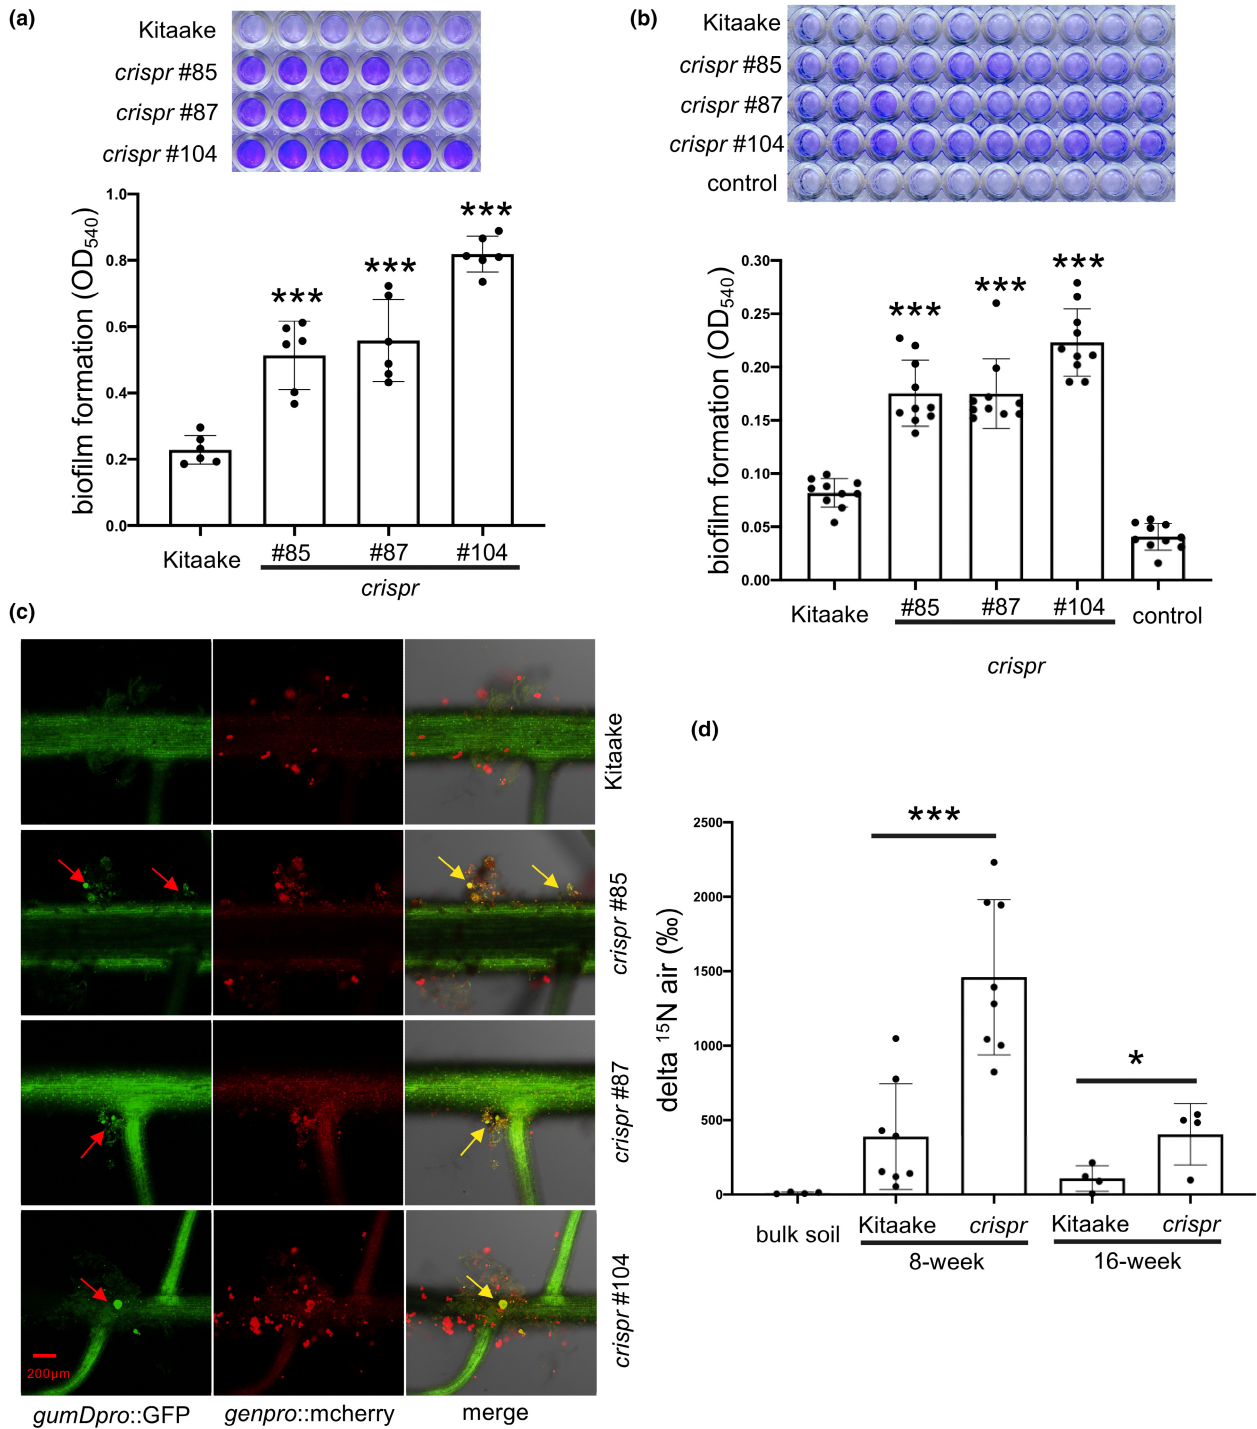 (a)
Kitaake
crispr #85
crispr #87
crispr #104
biofilm formation (OD540)
1.0
0.8
0.6
0.4
0.2
0.0
***
***
***
Kitaake
#85
#87
#104
crispr
(b)
Kitaake
crispr #85
crispr #87
crispr #104
control
biofilm formation (OD540)
0.30
0.25
0.20
0.15
0.10
0.05
0.00
***
***
***
Kitaake
#85
#87
#104
control
crispr
(c)
Kitaake
crispr #85
crispr #87
crispr #104
200μm
gumDpro::GFP
genpro::mcherry
merge
(d)
delta 15N air (‰)
2500
2000
1500
1000
500
0
***
*
bulk soil
Kitaake
crispr
Kitaake
crispr
8-week
16-week